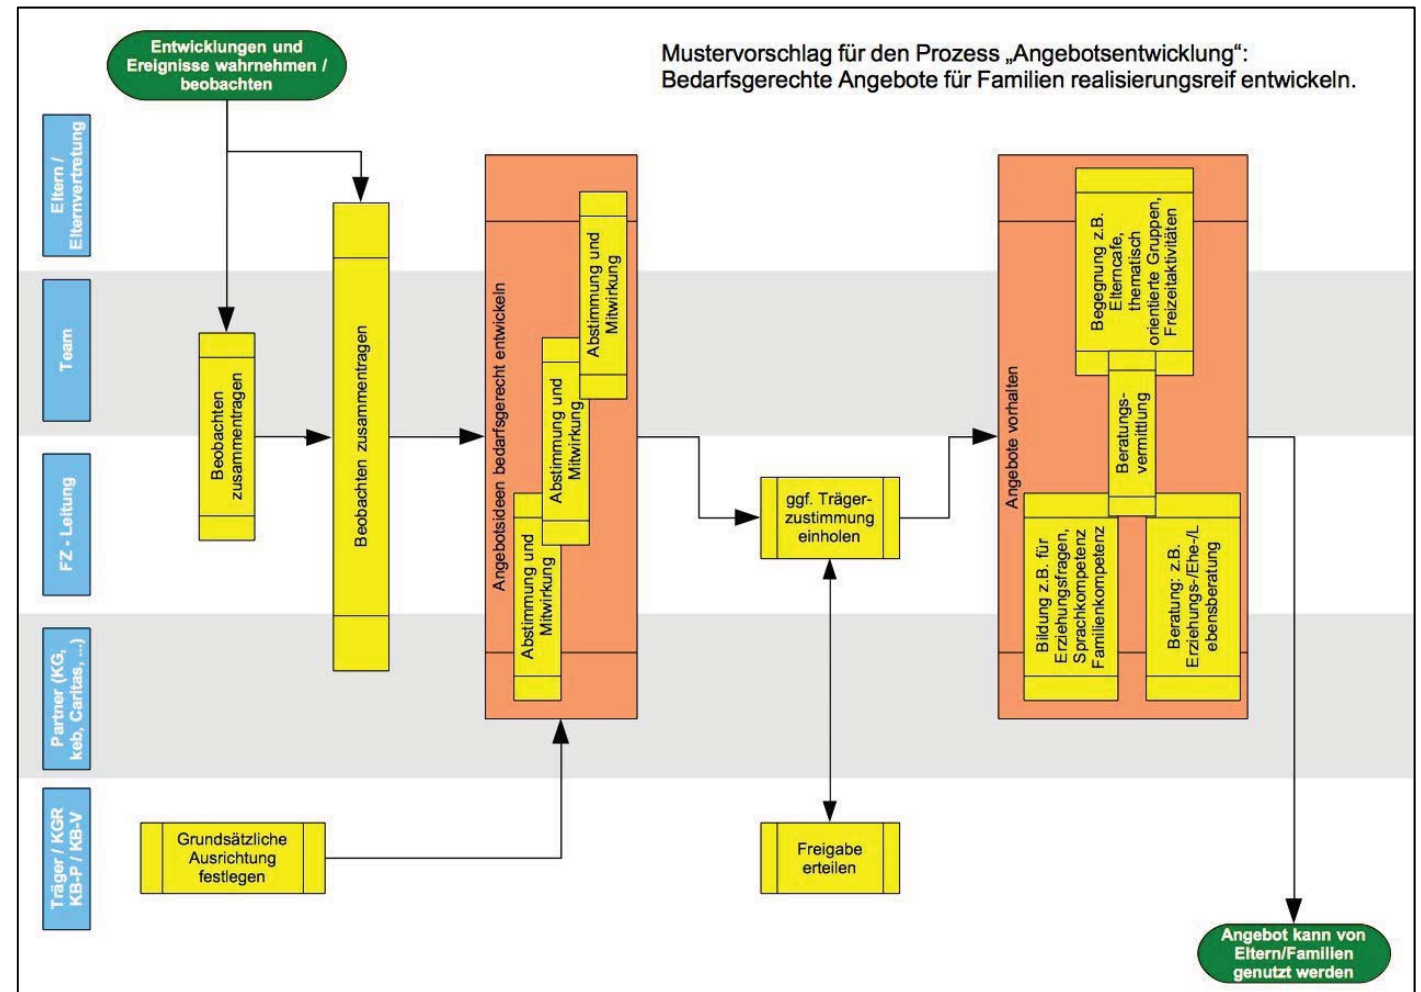 Entwicklungen und
Ereignisse wahrnehmen /
beobachten
Mustervorschlag für den Prozess „Angebotsentwicklung“:
Bedarfsgerechte Angebote für Familien realisierungsreif entwickeln.
Eltern /
Elternvertretung
Team
FZ - Leitung
Partner (KG,
keb, Caritas, ...)
Träger / KGR
KB-P / KB-V
Beobachten
zusammentragen
Beobachten zusammentragen
Angebotsideen bedarfsgerecht entwickeln
Abstimmung und
Mitwirkung
Abstimmung und
Mitwirkung
Abstimmung und
Mitwirkung
ggf. Träger-
zustimmung
einholen
Angebote vorhalten
Begegnung z.B.
Elterncafe,
thematisch
orientierte Gruppen,
Freizeitaktivitäten
Beratungs-
vermittlung
Bildung z.B. für
Erziehungsfragen,
Sprachkompetenz
Familienkompetenz
Beratung: z.B.
Erziehungs-/Ehe-/L
ebensberatung
Grundsätzliche
Ausrichtung
festlegen
Freigabe
erteilen
Angebot kann von
Eltern/Familien
genutzt werden